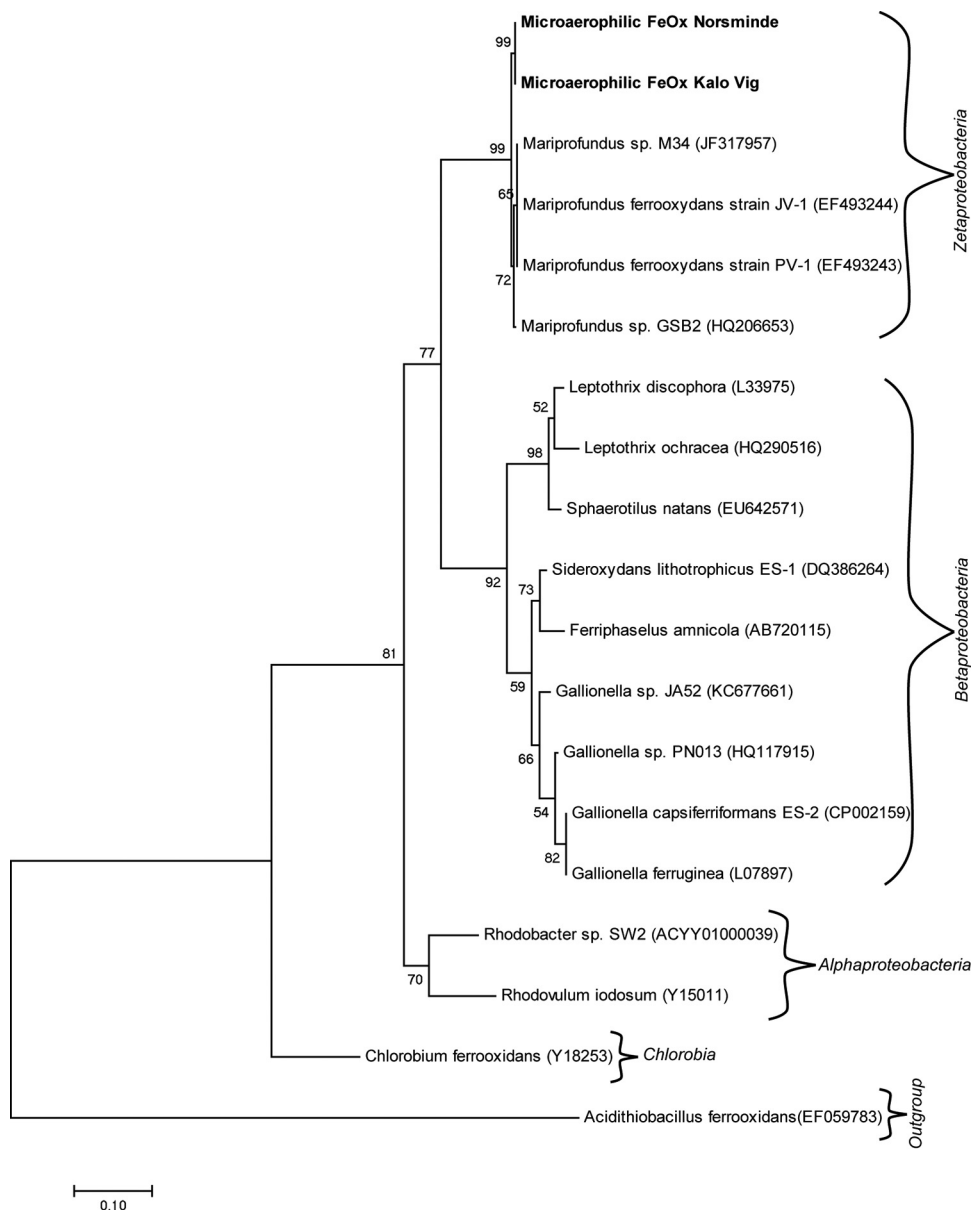 Microaerophilic FeOx Norsminde
99
Microaerophilic FeOx Kalo Vig
Mariprofundus sp. M34 (JF317957)
99
65
Mariprofundus ferrooxydans strain JV-1 (EF493244)
Zetaproteobacteria
Mariprofundus ferrooxydans strain PV-1 (EF493243)
72
Mariprofundus sp. GSB2 (HQ206653)
77
Leptothrix discophora (L33975)
52
Leptothrix ochracea (HQ290516)
98
Sphaerotilus natans (EU642571)
Sideroxydans lithotrophicus ES-1 (DQ386264)
92
73
Ferriphaselus amnicola (AB720115)
Betaproteobacteria
81
59
Gallionella sp. JA52 (KC677661)
Gallionella sp. PN013 (HQ117915)
66
Gallionella capsiferriformans ES-2 (CP002159)
54
82
Gallionella ferruginea (L07897)
Rhodobacter sp. SW2 (ACYY01000039)
Alphaproteobacteria
70
Rhodovulum iodosum (Y15011)
Chlorobium ferrooxidans (Y18253)
Chlorobia
Acidithiobacillus ferrooxidans(EF059783)
Outgroup
0.10